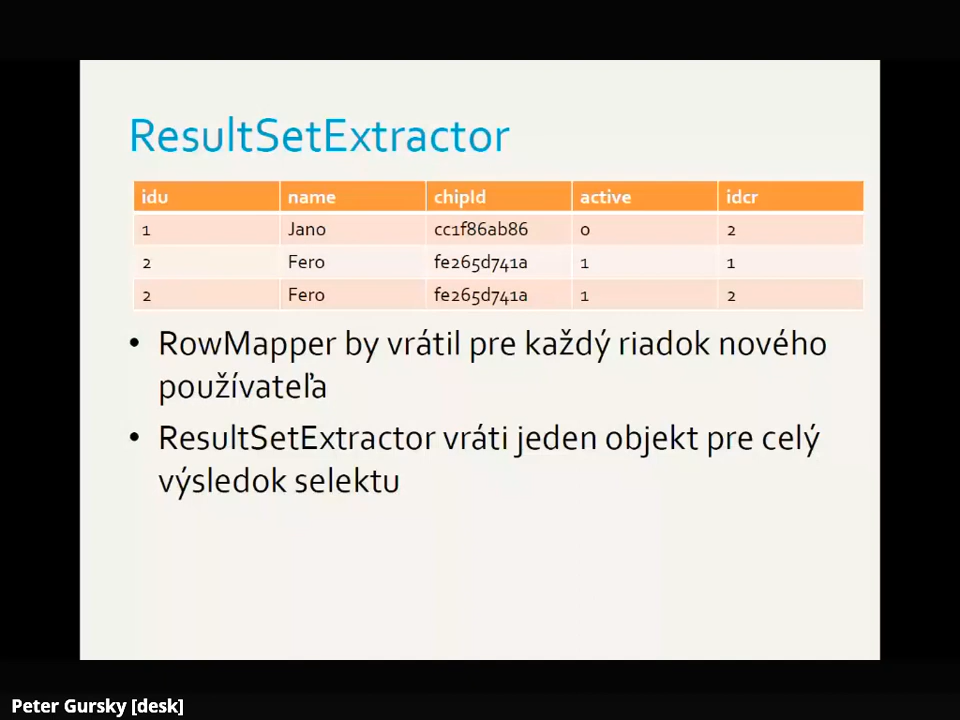 ResultSetExtractor
idu name chipId active idcr
1 Jano cc1f86ab86 0 2
2 Fero fe265d741a 1 1
2 Fero fe265d741a 1 2
• RowMapper by vrátil pre každý riadok nového
používateľa
• ResultSetExtractor vráti jeden objekt pre celý
výsledok selektu
Peter Gursky [desk]